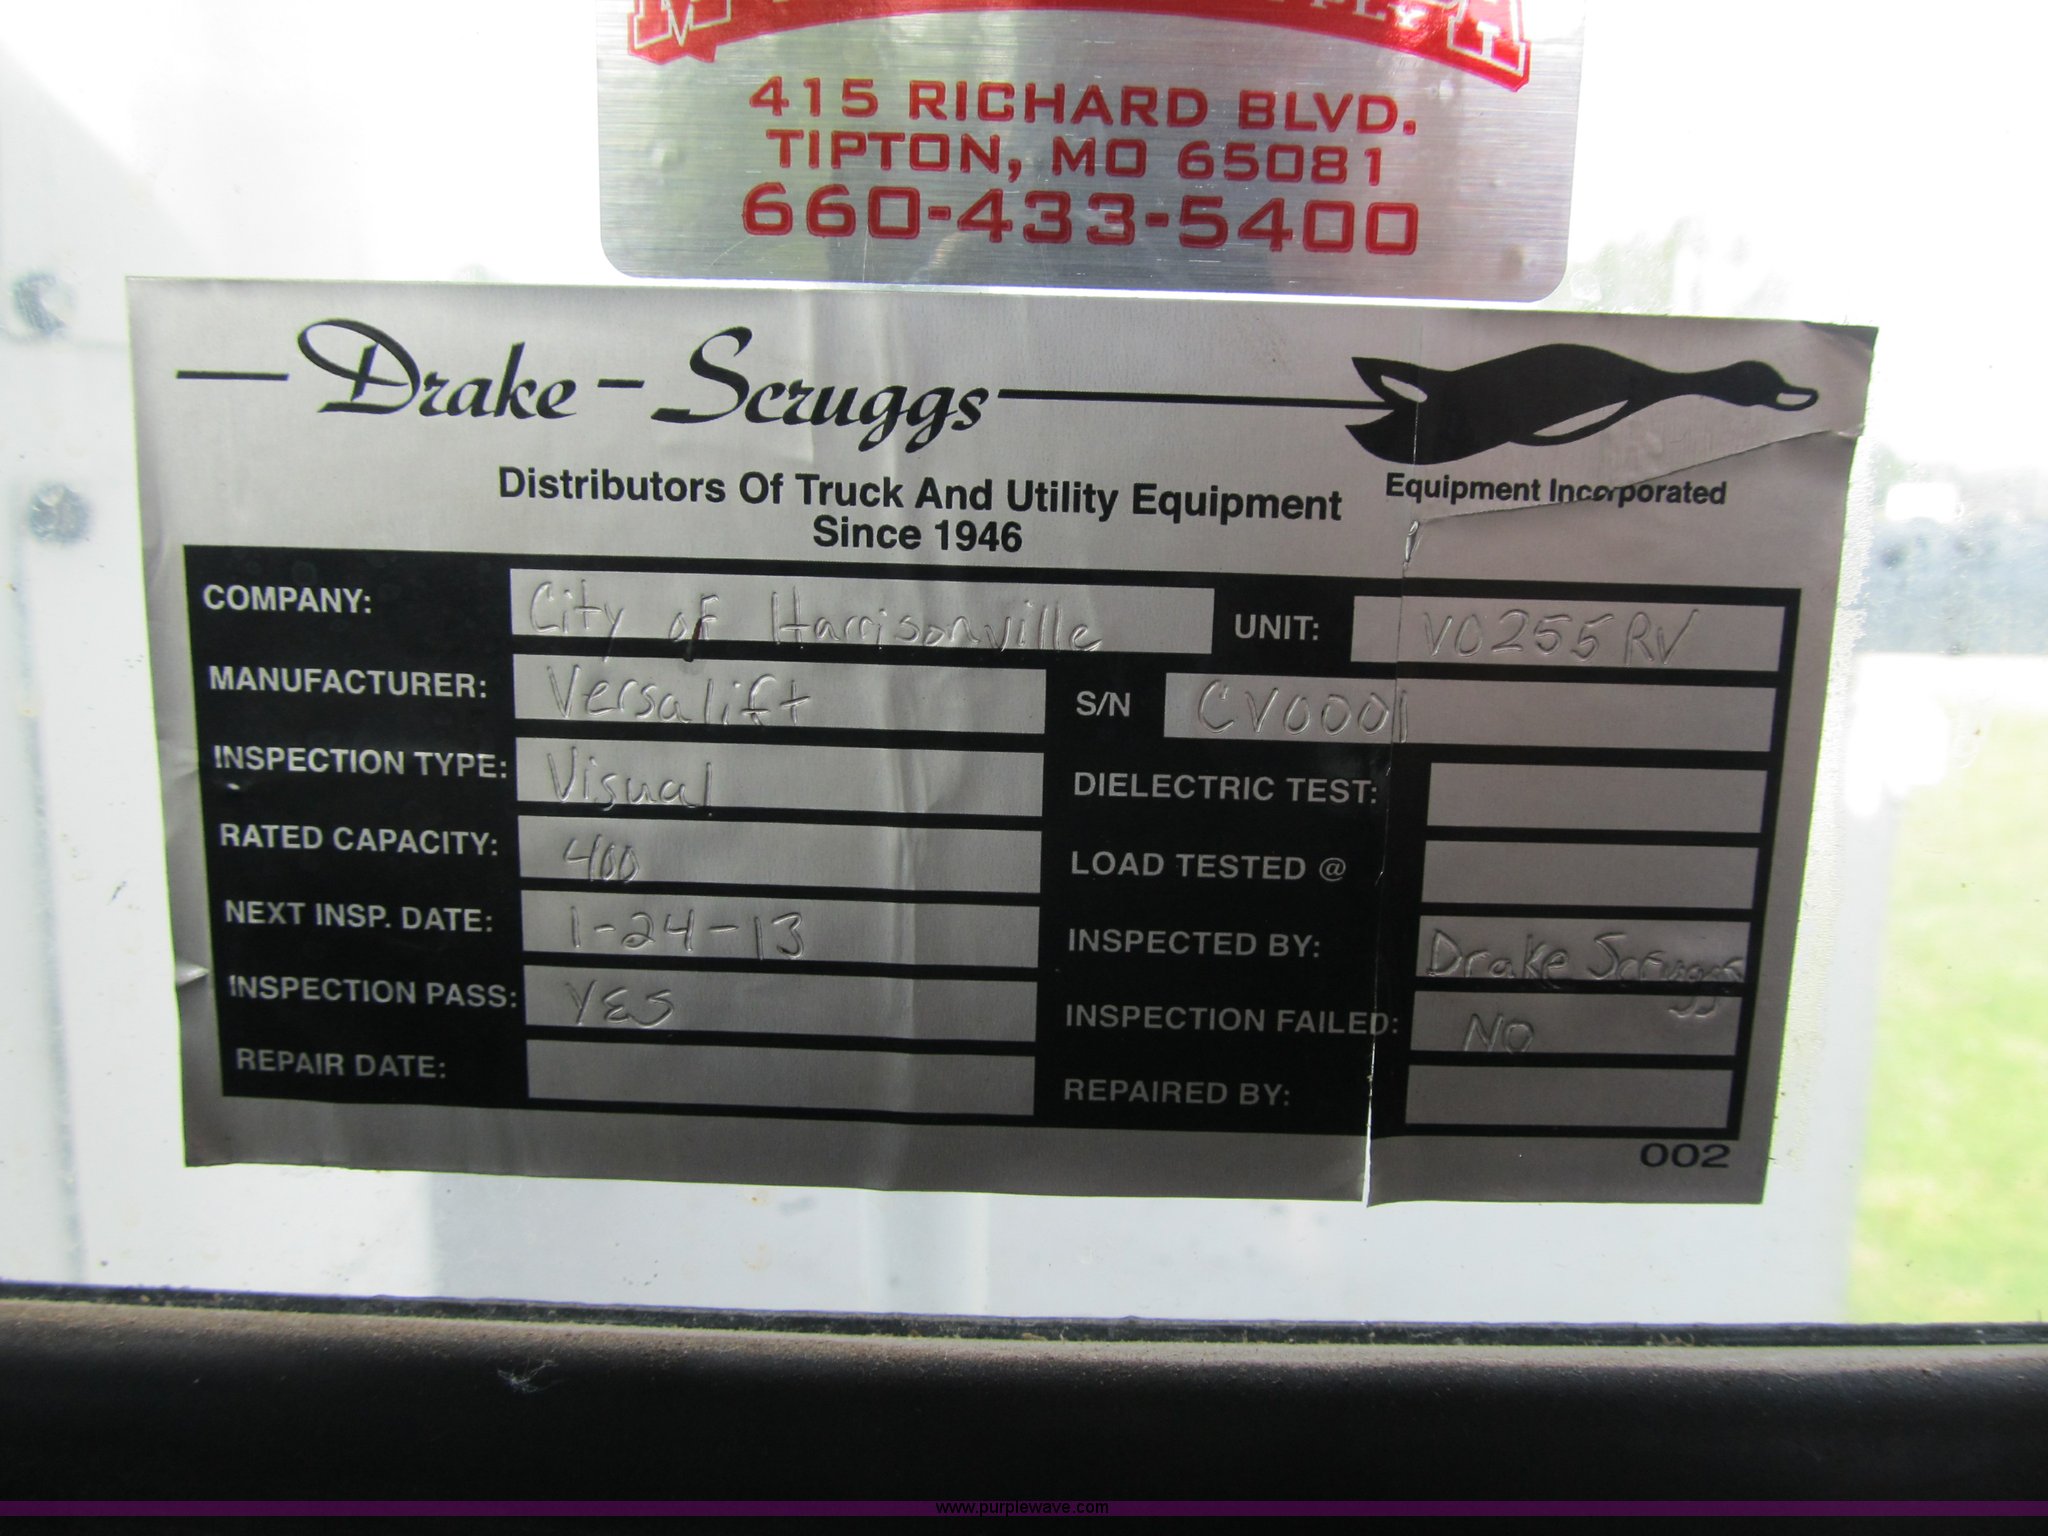 415 RICHARD BLVD.
TIPTON, MO 65081
660-433-5400
Drake-Scruggs
Equipment Incorporated
Distributors Of Truck And Utility Equipment
Since 1946
COMPANY: City of Harrisonville UNIT: VO255RV
MANUFACTURER: Versalift S/N CV0001
INSPECTION TYPE: Visual DIELECTRIC TEST:
RATED CAPACITY: 400 LOAD TESTED @
NEXT INSP. DATE: 1-24-13 INSPECTED BY: Drake Scruggs
INSPECTION PASS: YES INSPECTION FAILED: NO
REPAIR DATE: REPAIRED BY:
002
www.purplewave.com